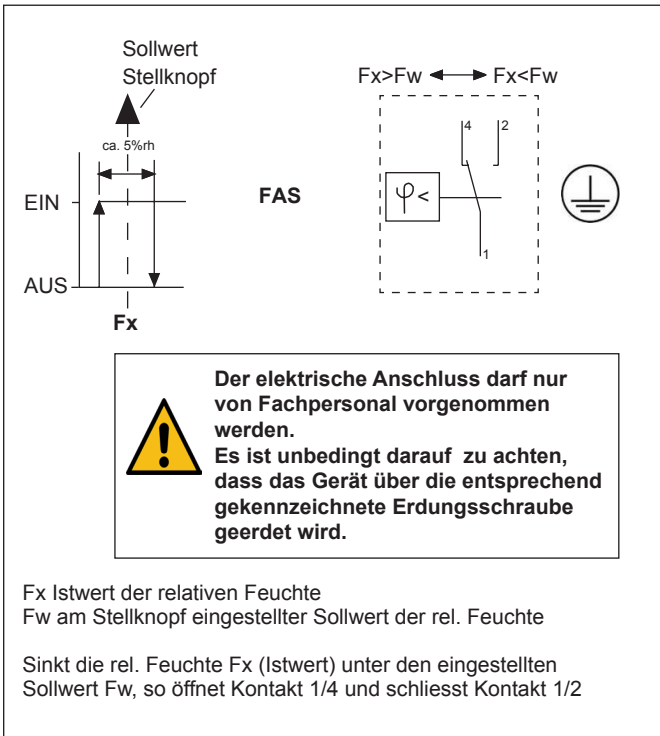 Sollwert
Stellknopf
Fx>Fw Fx<Fw
ca. 5%rh
4 2
EIN
FAS
φ<
1
AUS
Fx
Der elektrische Anschluss darf nur
von Fachpersonal vorgenommen
werden.
Es ist unbedingt darauf zu achten,
dass das Gerät über die entsprechend
gekennzeichnete Erdungsschraube
geerdet wird.
Fx Istwert der relativen Feuchte
Fw am Stellknopf eingestellter Sollwert der rel. Feuchte
Sinkt die rel. Feuchte Fx (Istwert) unter den eingestellten
Sollwert Fw, so öffnet Kontakt 1/4 und schliesst Kontakt 1/2